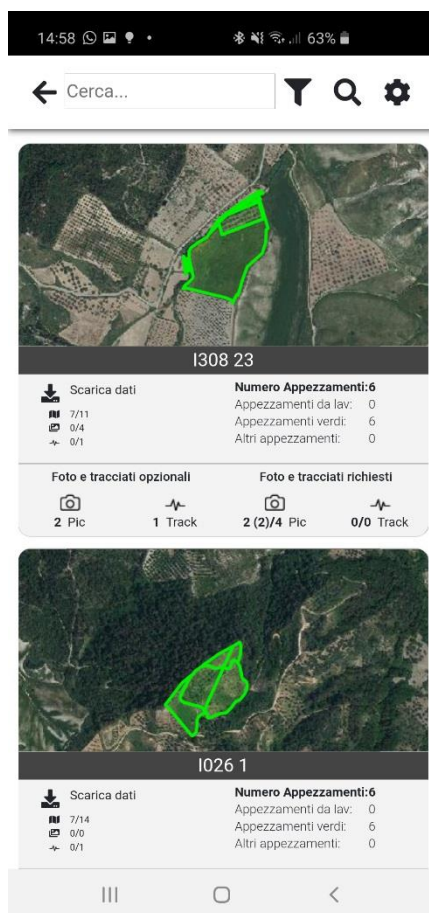 14:58 63%
Cerca...
I308 23
Scarica dati
7/11
0/4
0/1
Numero Appezzamenti:6
Appezzamenti da lav: 0
Appezzamenti verdi: 6
Altri appezzamenti: 0
Foto e tracciati opzionali Foto e tracciati richiesti
2 Pic 1 Track 2 (2)/4 Pic 0/0 Track
I026 1
Scarica dati
7/14
0/0
0/1
Numero Appezzamenti:6
Appezzamenti da lav: 0
Appezzamenti verdi: 6
Altri appezzamenti: 0